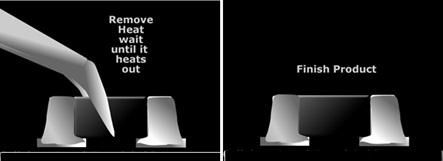 Remove
Heat
wait
until it
heats
out
Finish Product